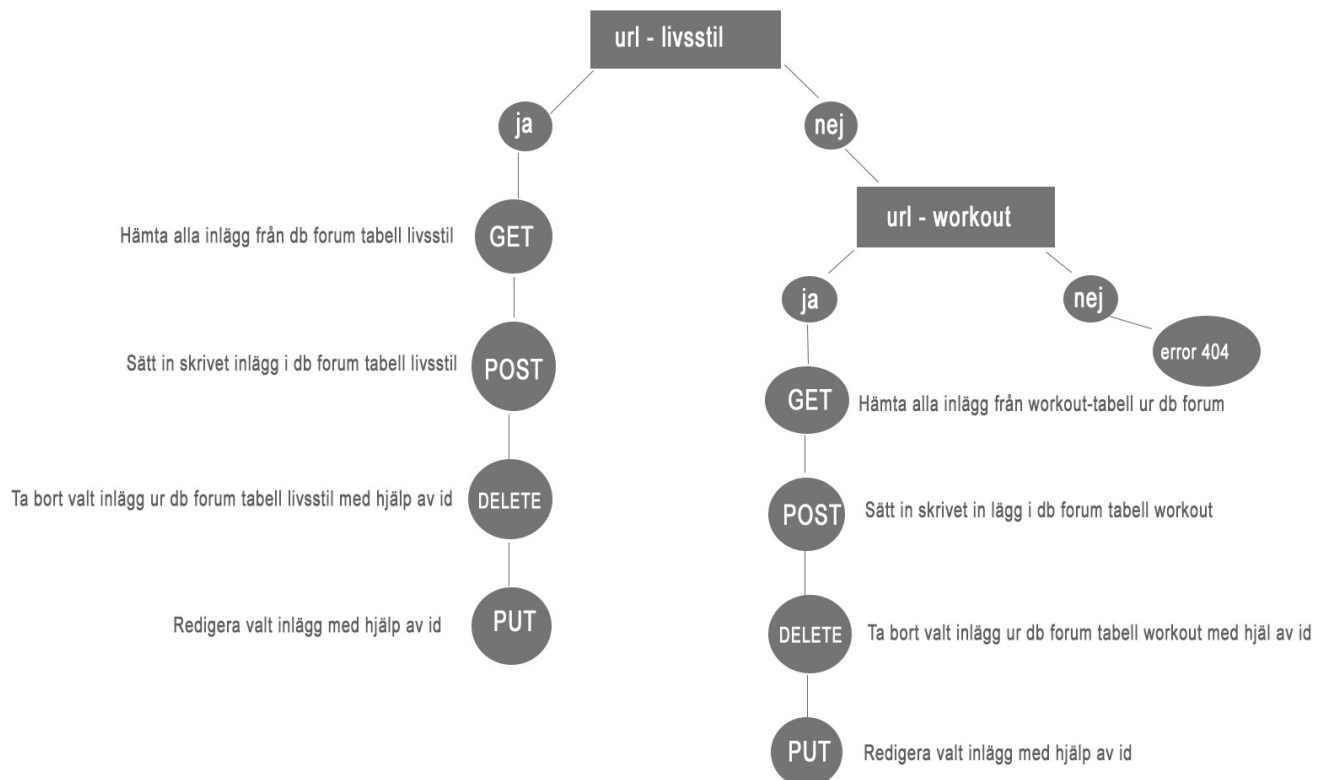 url - livsstil
ja
nej
url - workout
Hämta alla inlägg från db forum tabell livsstil
GET
ja
nej
error 404
Sätt in skrivet inlägg i db forum tabell livsstil
POST
GET
Hämta alla inlägg från workout-tabell ur db forum
Ta bort valt inlägg ur db forum tabell livsstil med hjälp av id
DELETE
POST
Sätt in skrivet in lägg i db forum tabell workout
Redigera valt inlägg med hjälp av id
PUT
DELETE
Ta bort valt inlägg ur db forum tabell workout med hjäl av id
PUT
Redigera valt inlägg med hjälp av id